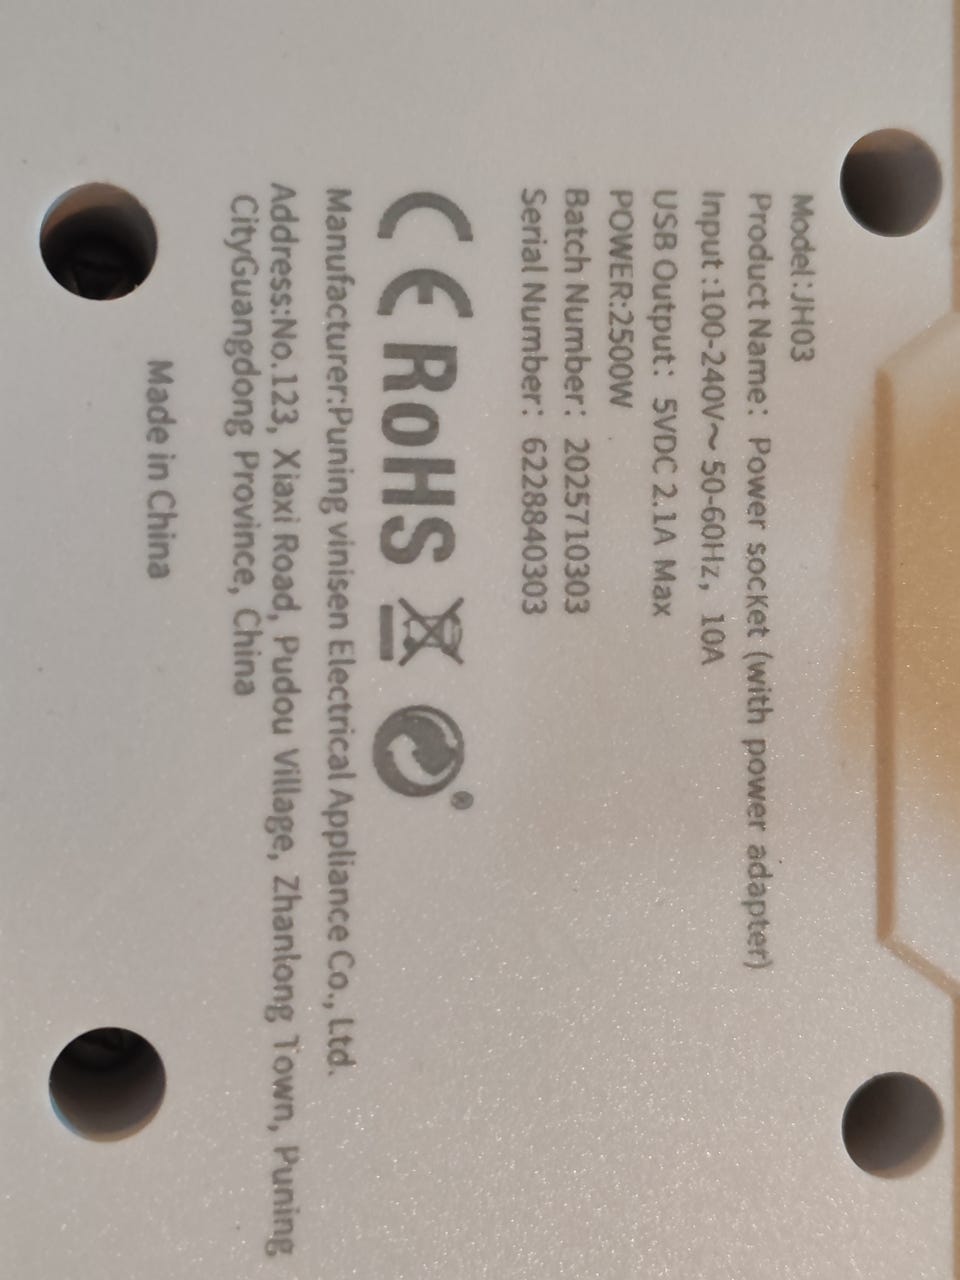 Model:JH03
Product Name: Power socket (with power adapter)
Input:100-240V~ 50-60Hz, 10A
USB Output: 5VDC 2.1A Max
POWER:2500W
Batch Number: 2025710303
Serial Number: 6228840303
CE RoHS ®
Manufacturer:Puning vinisen Electrical Appliance Co., Ltd.
Address:No.123, Xiaxi Road, Pudou Village, Zhanlong Town, Puning
CityGuangdong Province, China
Made in China